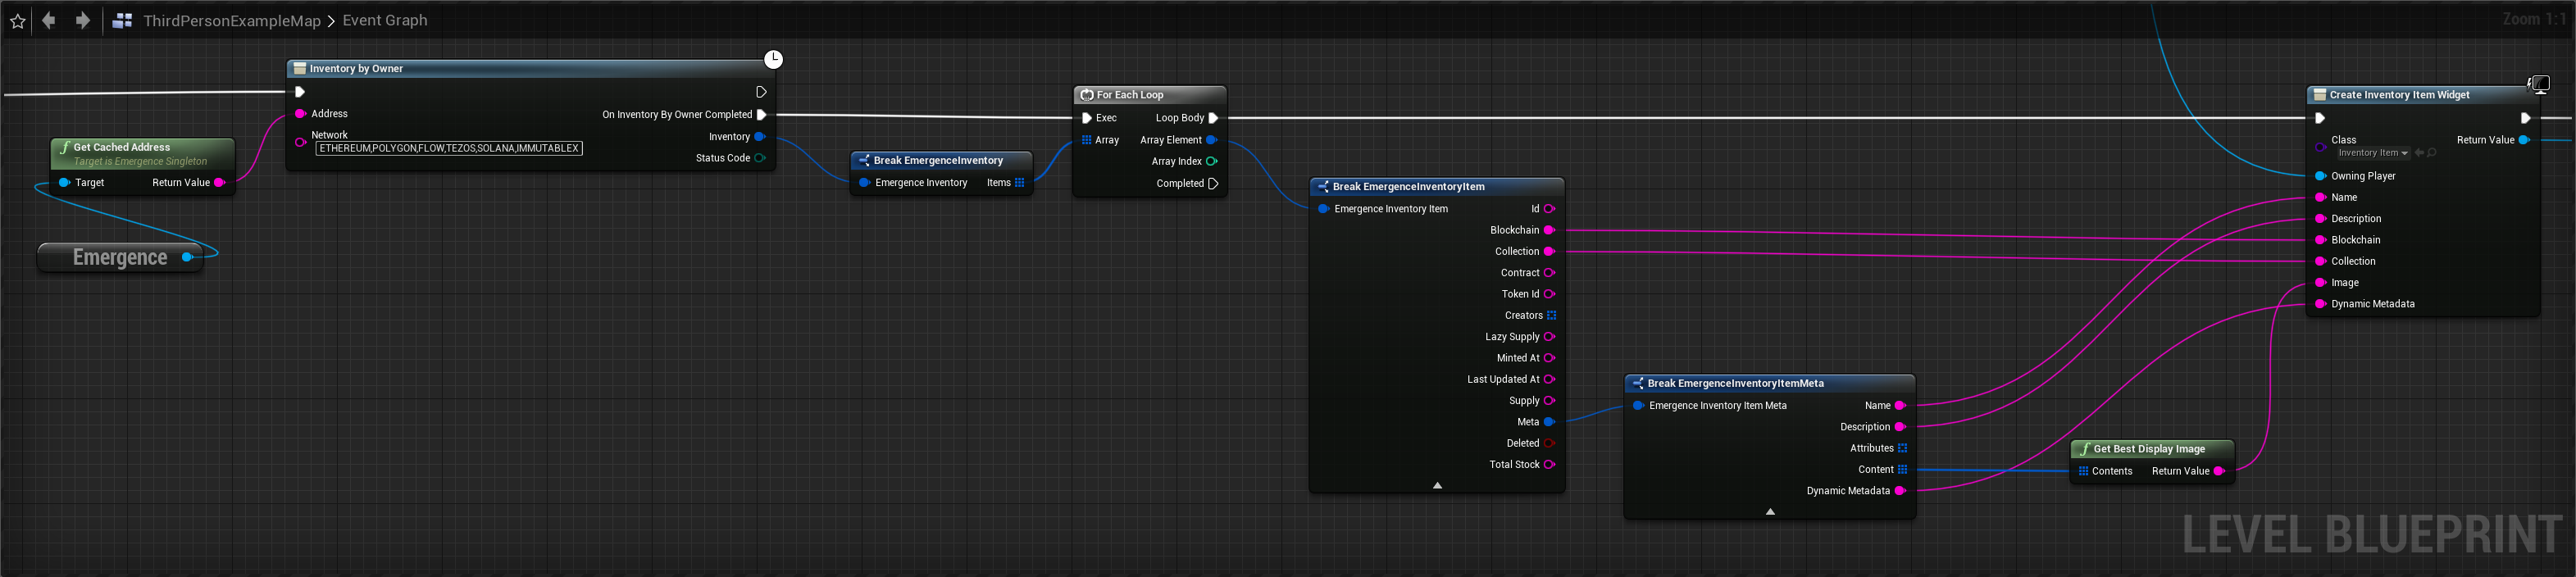 ThirdPersonExampleMap > Event Graph
Zoom 1:1
Inventory by Owner
Address
On Inventory By Owner Completed
Network
ETHEREUM,POLYGON,FLOW,TEZOS,SOLANA,IMMUTABLEX
Inventory
Status Code
Get Cached Address
Target is Emergence Singleton
Target
Return Value
Emergence
Break EmergenceInventory
Emergence Inventory
Items
For Each Loop
Exec
Loop Body
Array
Array Element
Array Index
Completed
Break EmergenceInventoryItem
Emergence Inventory Item
Id
Blockchain
Collection
Contract
Token Id
Creators
Lazy Supply
Minted At
Last Updated At
Supply
Meta
Deleted
Total Stock
Break EmergenceInventoryItemMeta
Emergence Inventory Item Meta
Name
Description
Attributes
Content
Dynamic Metadata
Get Best Display Image
Contents
Return Value
Create Inventory Item Widget
Class
Inventory Item
Return Value
Owning Player
Name
Description
Blockchain
Collection
Image
Dynamic Metadata
LEVEL BLUEPRINT